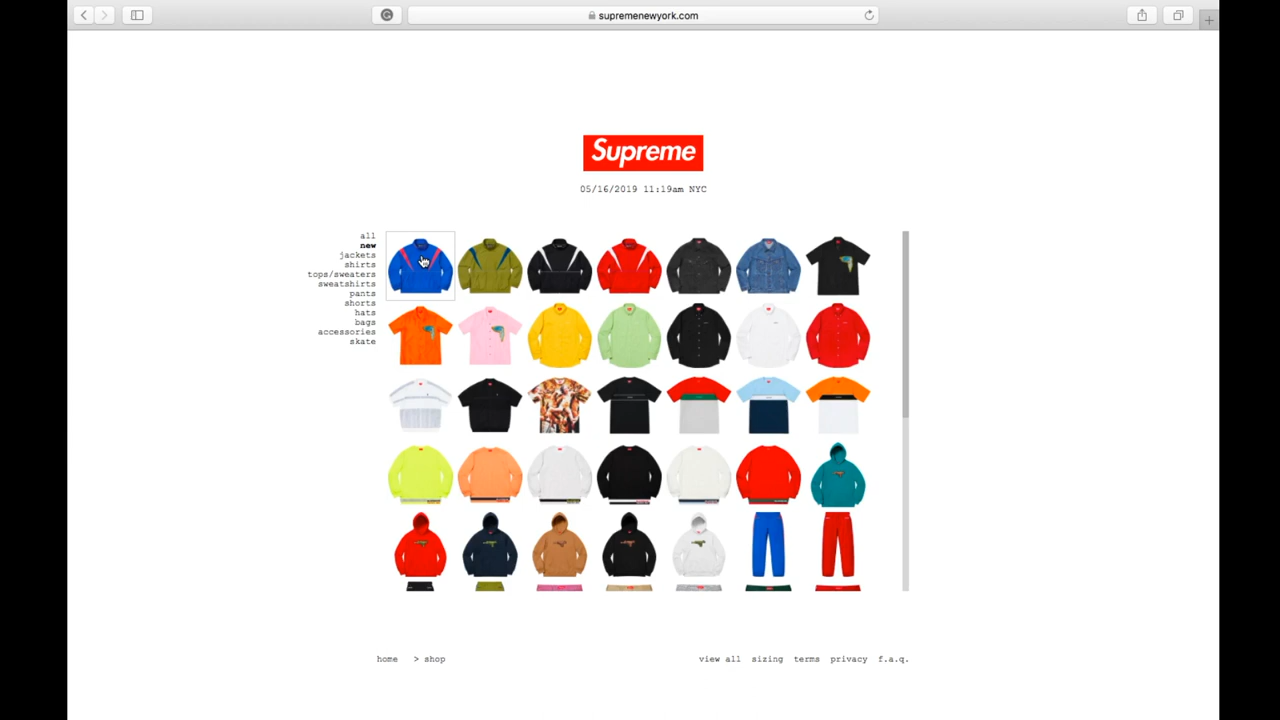 supremenewyork.com
Supreme
05/16/2019 11:19am NYC
all
new
jackets
shirts
tops/sweaters
sweatshirts
pants
shorts
hats
bags
accessories
skate
home > shop
view all sizing terms privacy f.a.q.